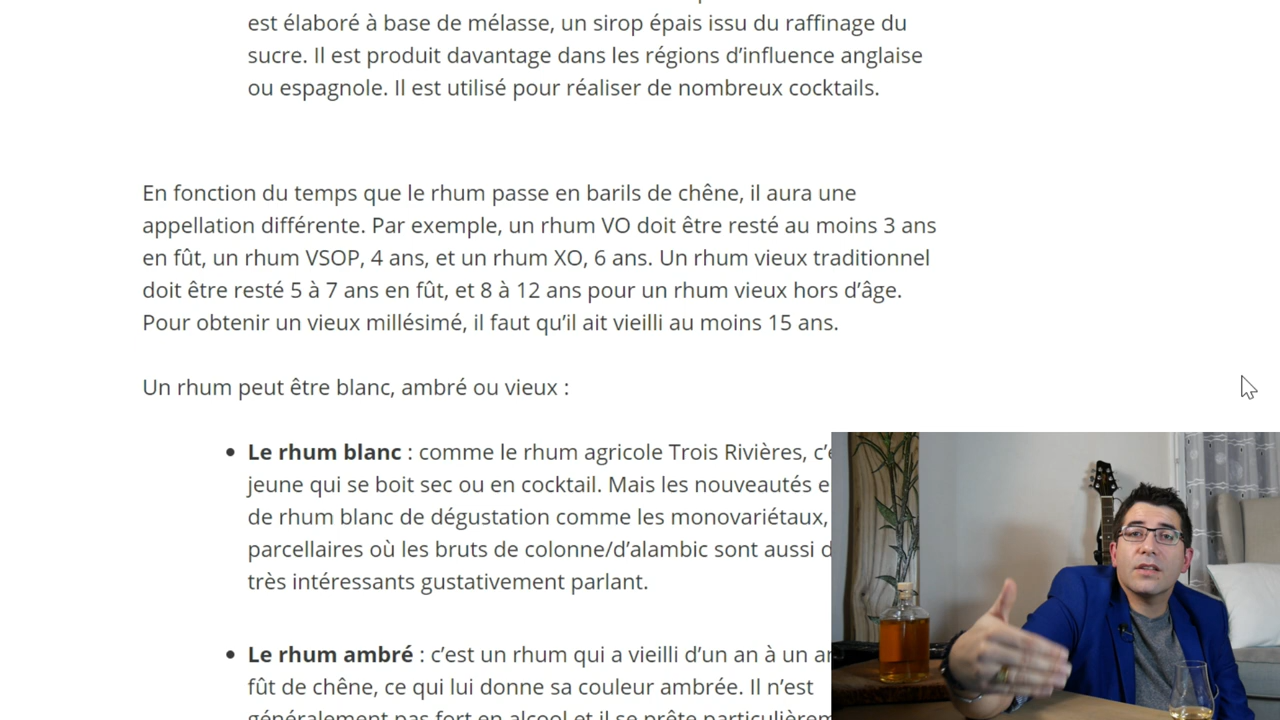 est élaboré à base de mélasse, un sirop épais issu du raffinage du
sucre. Il est produit davantage dans les régions d’influence anglaise
ou espagnole. Il est utilisé pour réaliser de nombreux cocktails.
En fonction du temps que le rhum passe en barils de chêne, il aura une
appellation différente. Par exemple, un rhum VO doit être resté au moins 3 ans
en fût, un rhum VSOP, 4 ans, et un rhum XO, 6 ans. Un rhum vieux traditionnel
doit être resté 5 à 7 ans en fût, et 8 à 12 ans pour un rhum vieux hors d’âge.
Pour obtenir un vieux millésimé, il faut qu’il ait vieilli au moins 15 ans.
Un rhum peut être blanc, ambré ou vieux :
• Le rhum blanc : comme le rhum agricole Trois Rivières,
jeune qui se boit sec ou en cocktail. Mais les nouveautés
de rhum blanc de dégustation comme les monovariétaux,
parcellaires où les bruts de colonne/d’alambic sont aussi
très intéressants gustativement parlant.
• Le rhum ambré : c’est un rhum qui a vieilli d’un an à un
fût de chêne, ce qui lui donne sa couleur ambrée. Il n’est
généralement pas fort en alcool et il se prête